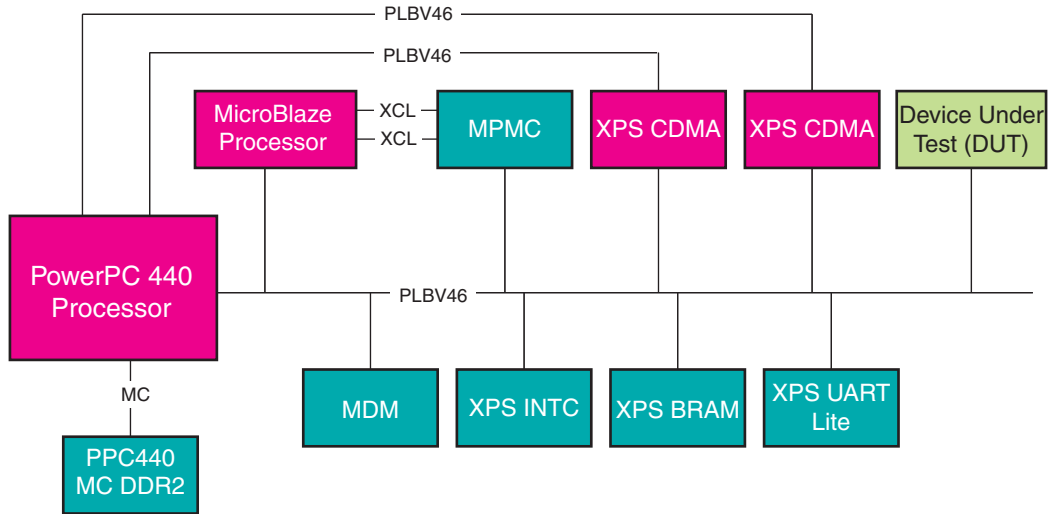 PLBV46
PLBV46
MicroBlaze
Processor
XCL
XCL
MPMC
XPS CDMA
XPS CDMA
Device Under
Test (DUT)
PowerPC 440
Processor
PLBV46
MC
MDM
XPS INTC
XPS BRAM
XPS UART
Lite
PPC440
MC DDR2